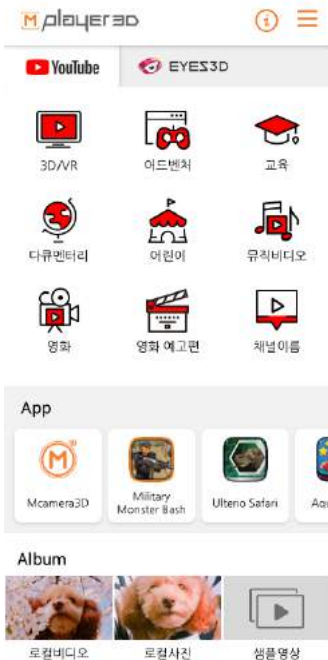 Mplayer3D
YouTube
EYES3D
3D/VR
어드벤처
교육
다큐멘터리
어린이
뮤직비디오
영화
영화 예고편
채널이름
App
Mcamera3D
Military
Monster Bash
Ulterio Safari
Album
로컬비디오
로컬사진
샘플영상